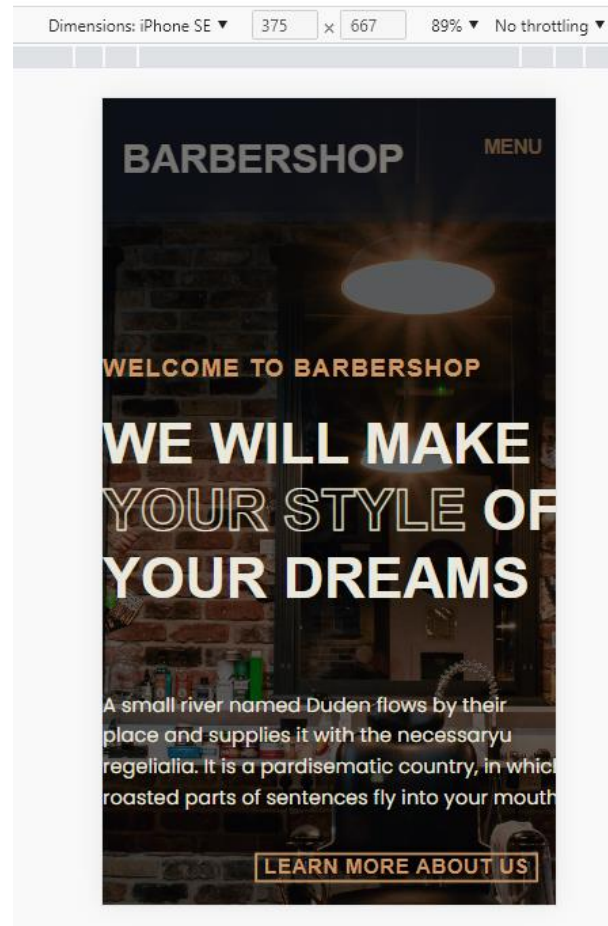 Dimensions: iPhone SE ▼ 375 × 667 89% ▼ No throttling ▼
BARBERSHOP MENU
WELCOME TO BARBERSHOP
WE WILL MAKE
YOUR STYLE OF
YOUR DREAMS
A small river named Duden flows by their
place and supplies it with the necessaryu
regelialia. It is a pardisematic country, in which
roasted parts of sentences fly into your mouth
LEARN MORE ABOUT US